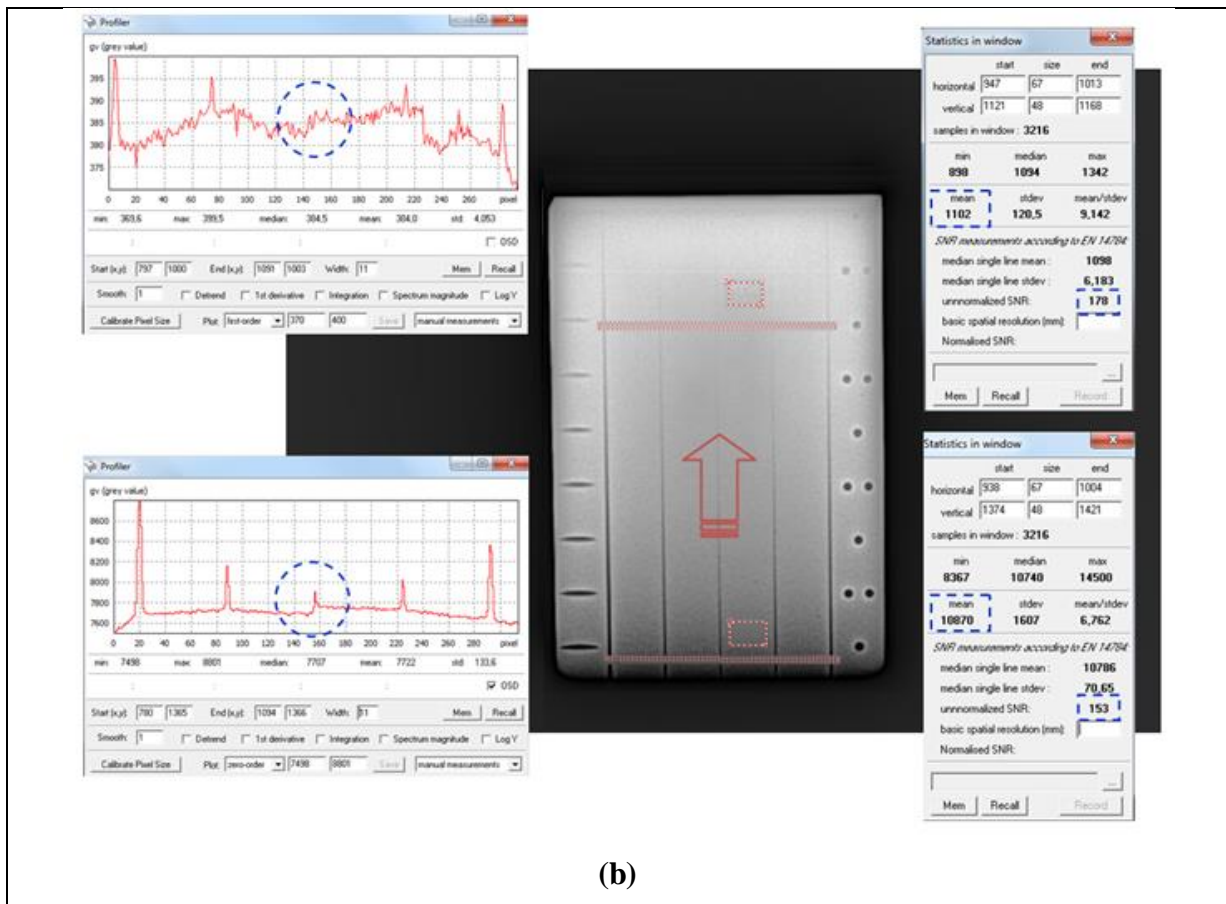 Profiler
gv (grey value)
395
390
385
380
375
0 20 40 60 80 100 120 140 160 180 200 220 240 260 pixel
min: 369,6 max: 399,5 median: 384,5 mean: 384,0 std: 4,053
: : : : OSD
Start (x,y): 797 1000 End (x,y): 1091 1003 Width: 11 Mem Recall
Smooth: 1 Detrend 1st derivative Integration Spectrum magnitude Log Y
Calibrate Pixel Size Plot: first-order 370 400 Save manual measurements
Statistics in window
start size end
horizontal 947 67 1013
vertical 1121 48 1168
samples in window : 3216
min median max
898 1094 1342
mean stdev mean/stdev
1102 120,5 9,142
SNR measurements according to EN 14784:
median single line mean : 1098
median single line stdev : 6,183
unnnormalized SNR: 178
basic spatial resolution (mm):
Normalised SNR:
...
Mem Recall Record
Profiler
gv (grey value)
8600
8400
8200
8000
7800
7600
0 20 40 60 80 100 120 140 160 180 200 220 240 260 280 pixel
min: 7498 max: 8801 median: 7707 mean: 7722 std: 133,6
: : : : OSD
Start (x,y): 780 1365 End (x,y): 1094 1366 Width: 11 Mem Recall
Smooth: 1 Detrend 1st derivative Integration Spectrum magnitude Log Y
Calibrate Pixel Size Plot: zero-order 7498 8801 Save manual measurements
Statistics in window
start size end
horizontal 938 67 1004
vertical 1374 48 1421
samples in window : 3216
min median max
8367 10740 14500
mean stdev mean/stdev
10870 1607 6,762
SNR measurements according to EN 14784:
median single line mean : 10786
median single line stdev : 70,65
unnnormalized SNR: 153
basic spatial resolution (mm):
Normalised SNR:
...
Mem Recall Record
(b)